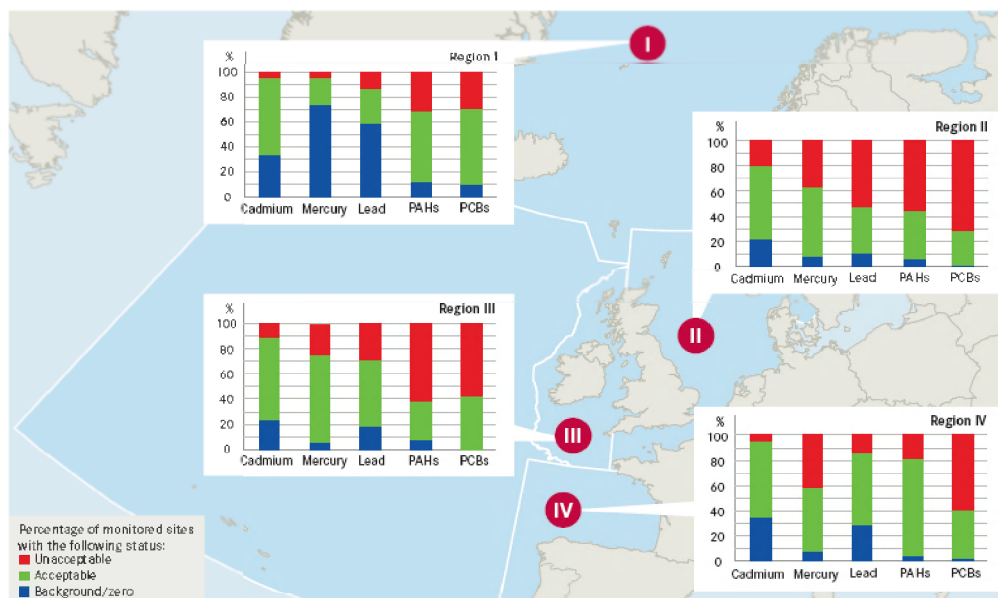 I
% Region I
100
80
60
40
20
0
Cadmium Mercury Lead PAHs PCBs
% Region II
100
80
60
40
20
0
Cadmium Mercury Lead PAHs PCBs
II
% Region III
100
80
60
40
20
0
Cadmium Mercury Lead PAHs PCBs
III
% Region IV
100
80
60
40
20
0
Cadmium Mercury Lead PAHs PCBs
IV
Percentage of monitored sites
with the following status:
Unacceptable
Acceptable
Background/zero